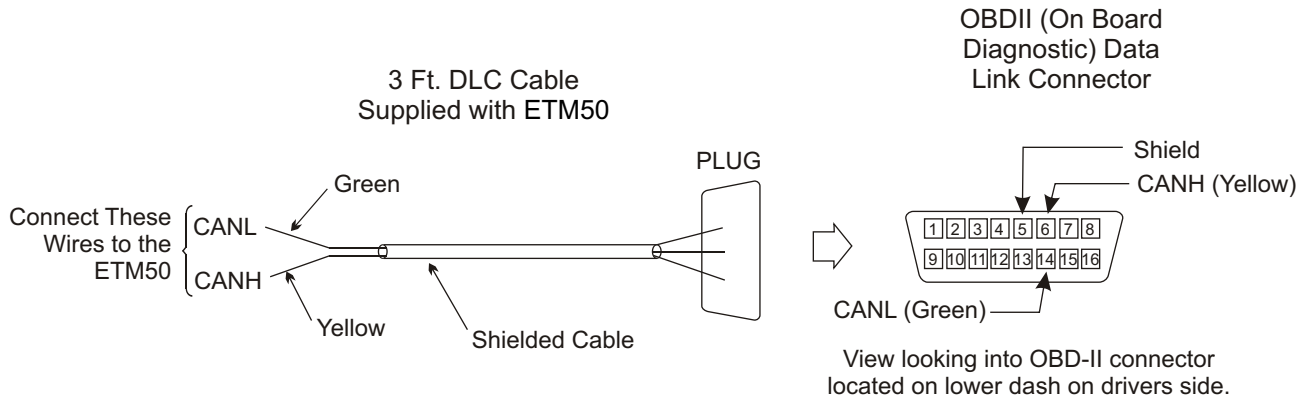 OBDII (On Board
Diagnostic) Data
Link Connector
3 Ft. DLC Cable
Supplied with ETM50
PLUG
Shield
CANH (Yellow)
Green
Connect These
Wires to the
ETM50
CANL
CANH
1 2 3 4 5 6 7 8
9 10 11 12 13 14 15 16
CANL (Green)
Yellow
Shielded Cable
View looking into OBD-II connector
located on lower dash on drivers side.